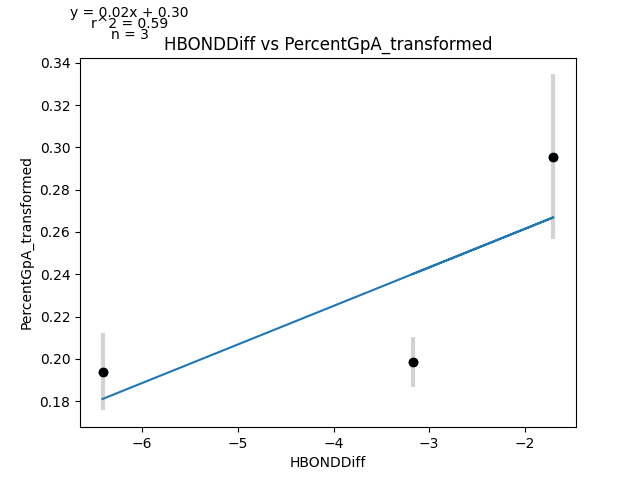 y = 0.02x + 0.30
r^2 = 0.59
n = 3
HBONDDiff vs PercentGpA_transformed
0.34
0.32
0.30
0.28
0.26
0.24
0.22
0.20
0.18
PercentGpA_transformed
−6
−5
−4
−3
−2
HBONDDiff